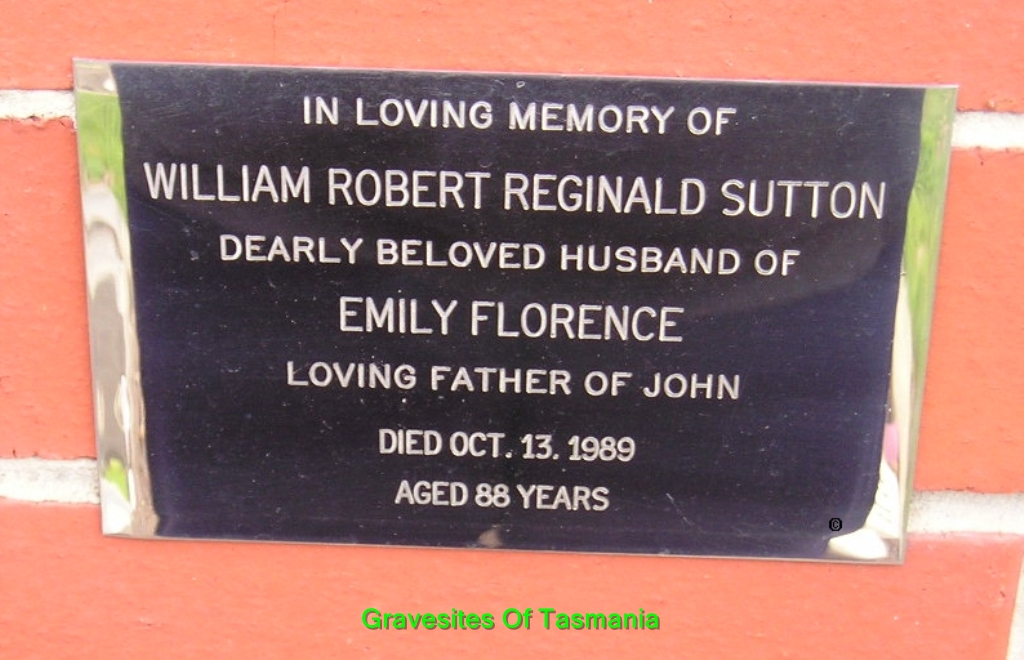 IN LOVING MEMORY OF
WILLIAM ROBERT REGINALD SUTTON
DEARLY BELOVED HUSBAND OF
EMILY FLORENCE
LOVING FATHER OF JOHN
DIED OCT. 13. 1989
AGED 88 YEARS
©
Gravesites Of Tasmania